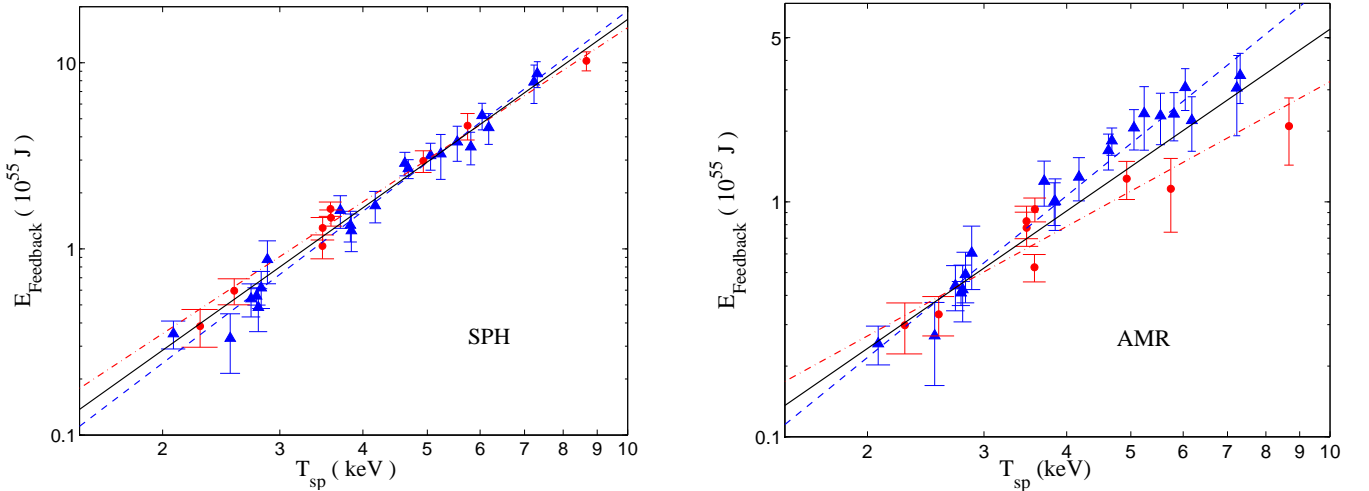 10
1
0.1
E_Feedback ( 10^55 J )
SPH
2 3 4 5 6 7 8 9 10
T_sp ( keV )
5
1
0.1
E_Feedback ( 10^55 J )
AMR
2 3 4 5 6 7 8 9 10
T_sp (keV)